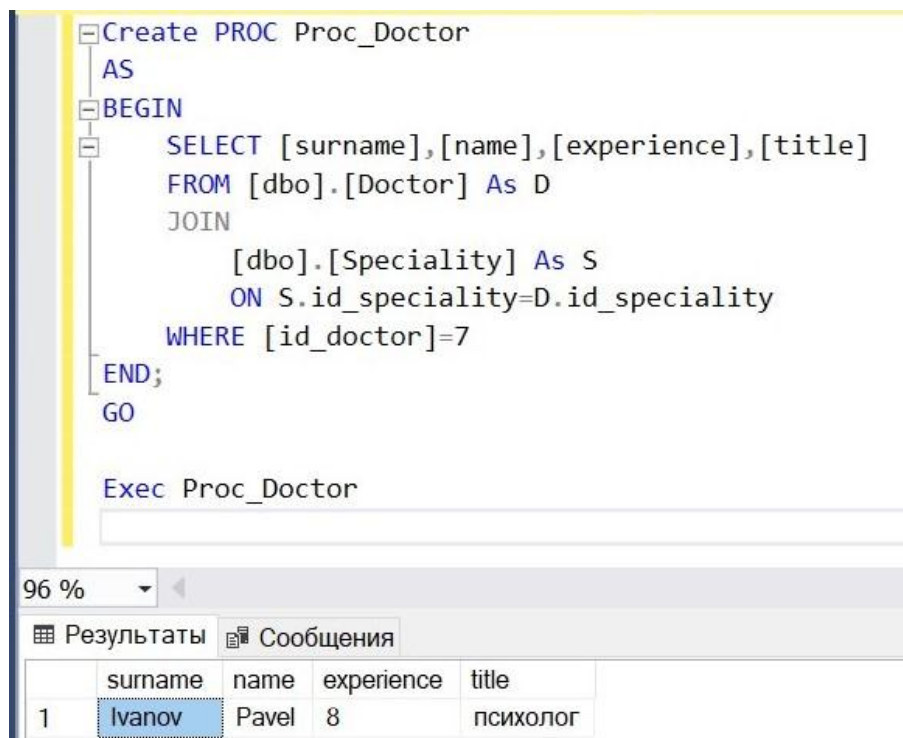 Create PROC Proc_Doctor
AS
BEGIN
SELECT [surname],[name],[experience],[title]
FROM [dbo].[Doctor] As D
JOIN
[dbo].[Speciality] As S
ON S.id_speciality=D.id_speciality
WHERE [id_doctor]=7
END;
GO
Exec Proc_Doctor
96 %
Результаты Сообщения
surname name experience title
1 Ivanov Pavel 8 психолог